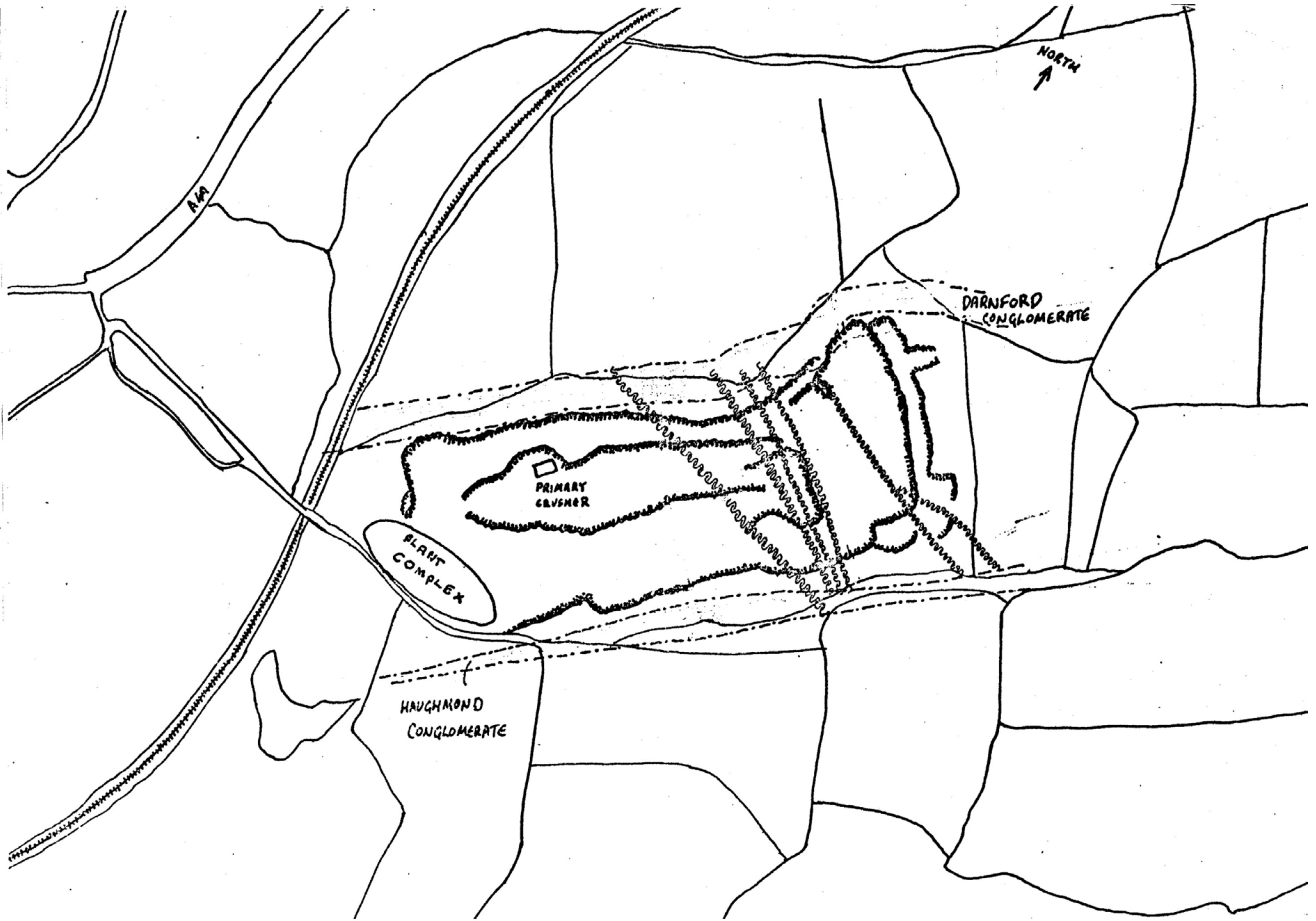 NORTH
A49
DARNFORD
CONGLOMERATE
PRIMARY
CRUSHER
PLANT
COMPLEX
HAUGHMOND
CONGLOMERATE